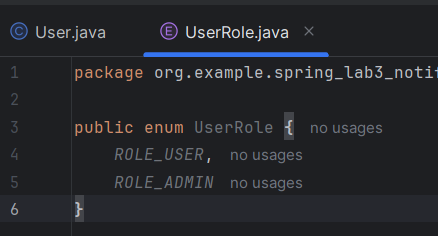 User.java
UserRole.java
1 package org.example.spring_lab3_notif
2
3 public enum UserRole { no usages
4 ROLE_USER, no usages
5 ROLE_ADMIN no usages
6 }